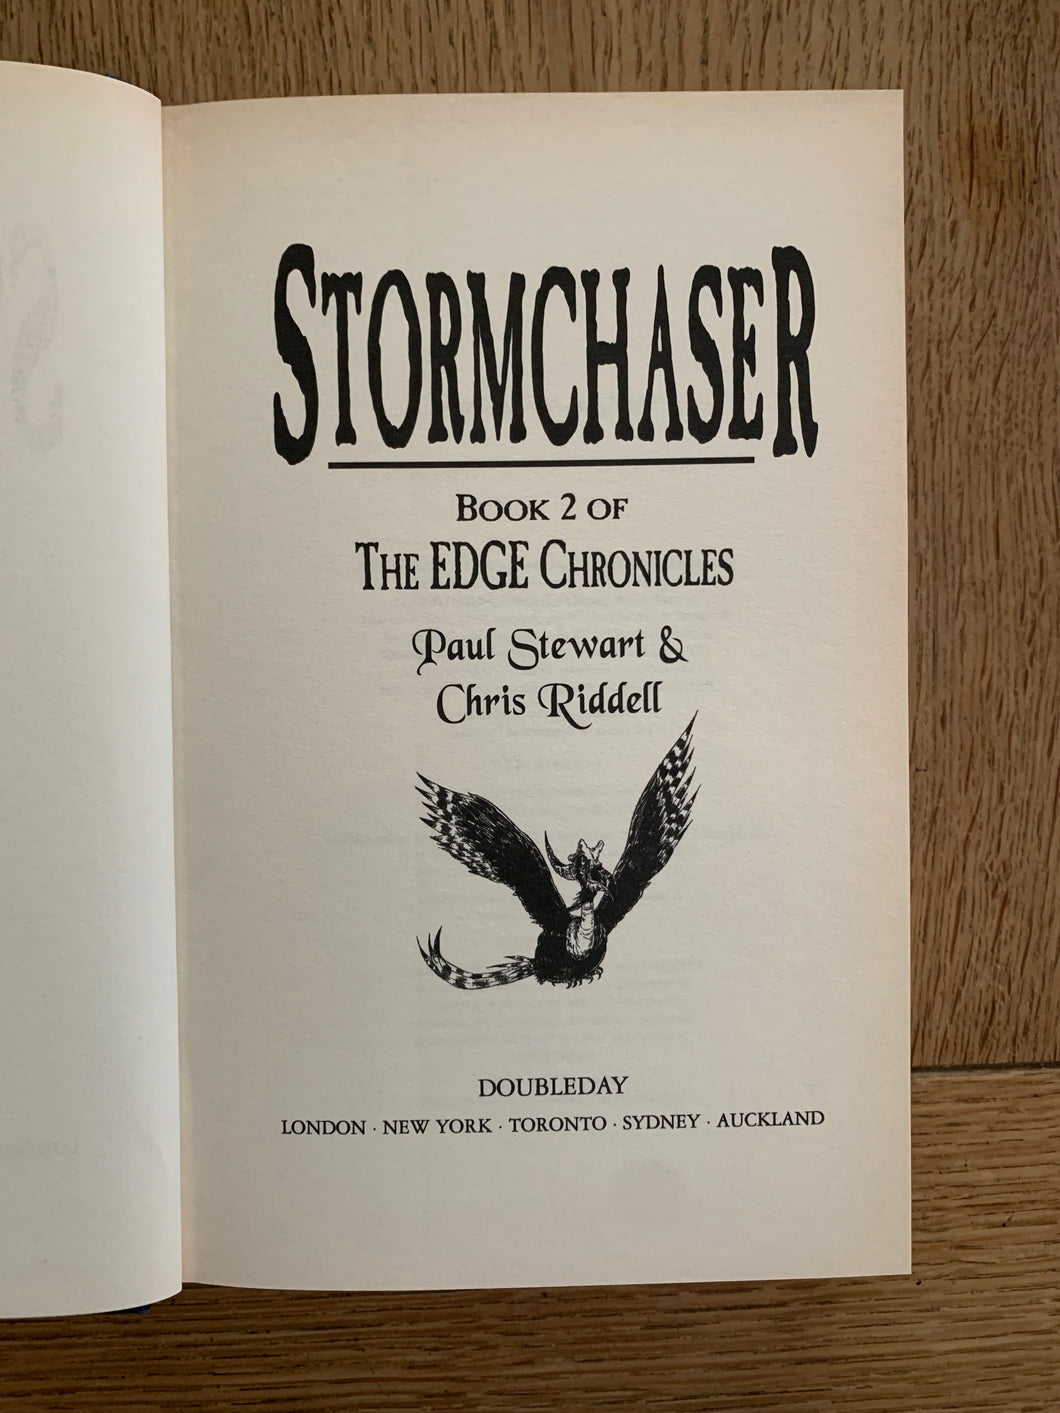 STORMCHASER
BOOK 2 OF
THE EDGE CHRONICLES
Paul Stewart &
Chris Riddell
DOUBLEDAY
LONDON · NEW YORK · TORONTO · SYDNEY · AUCKLAND